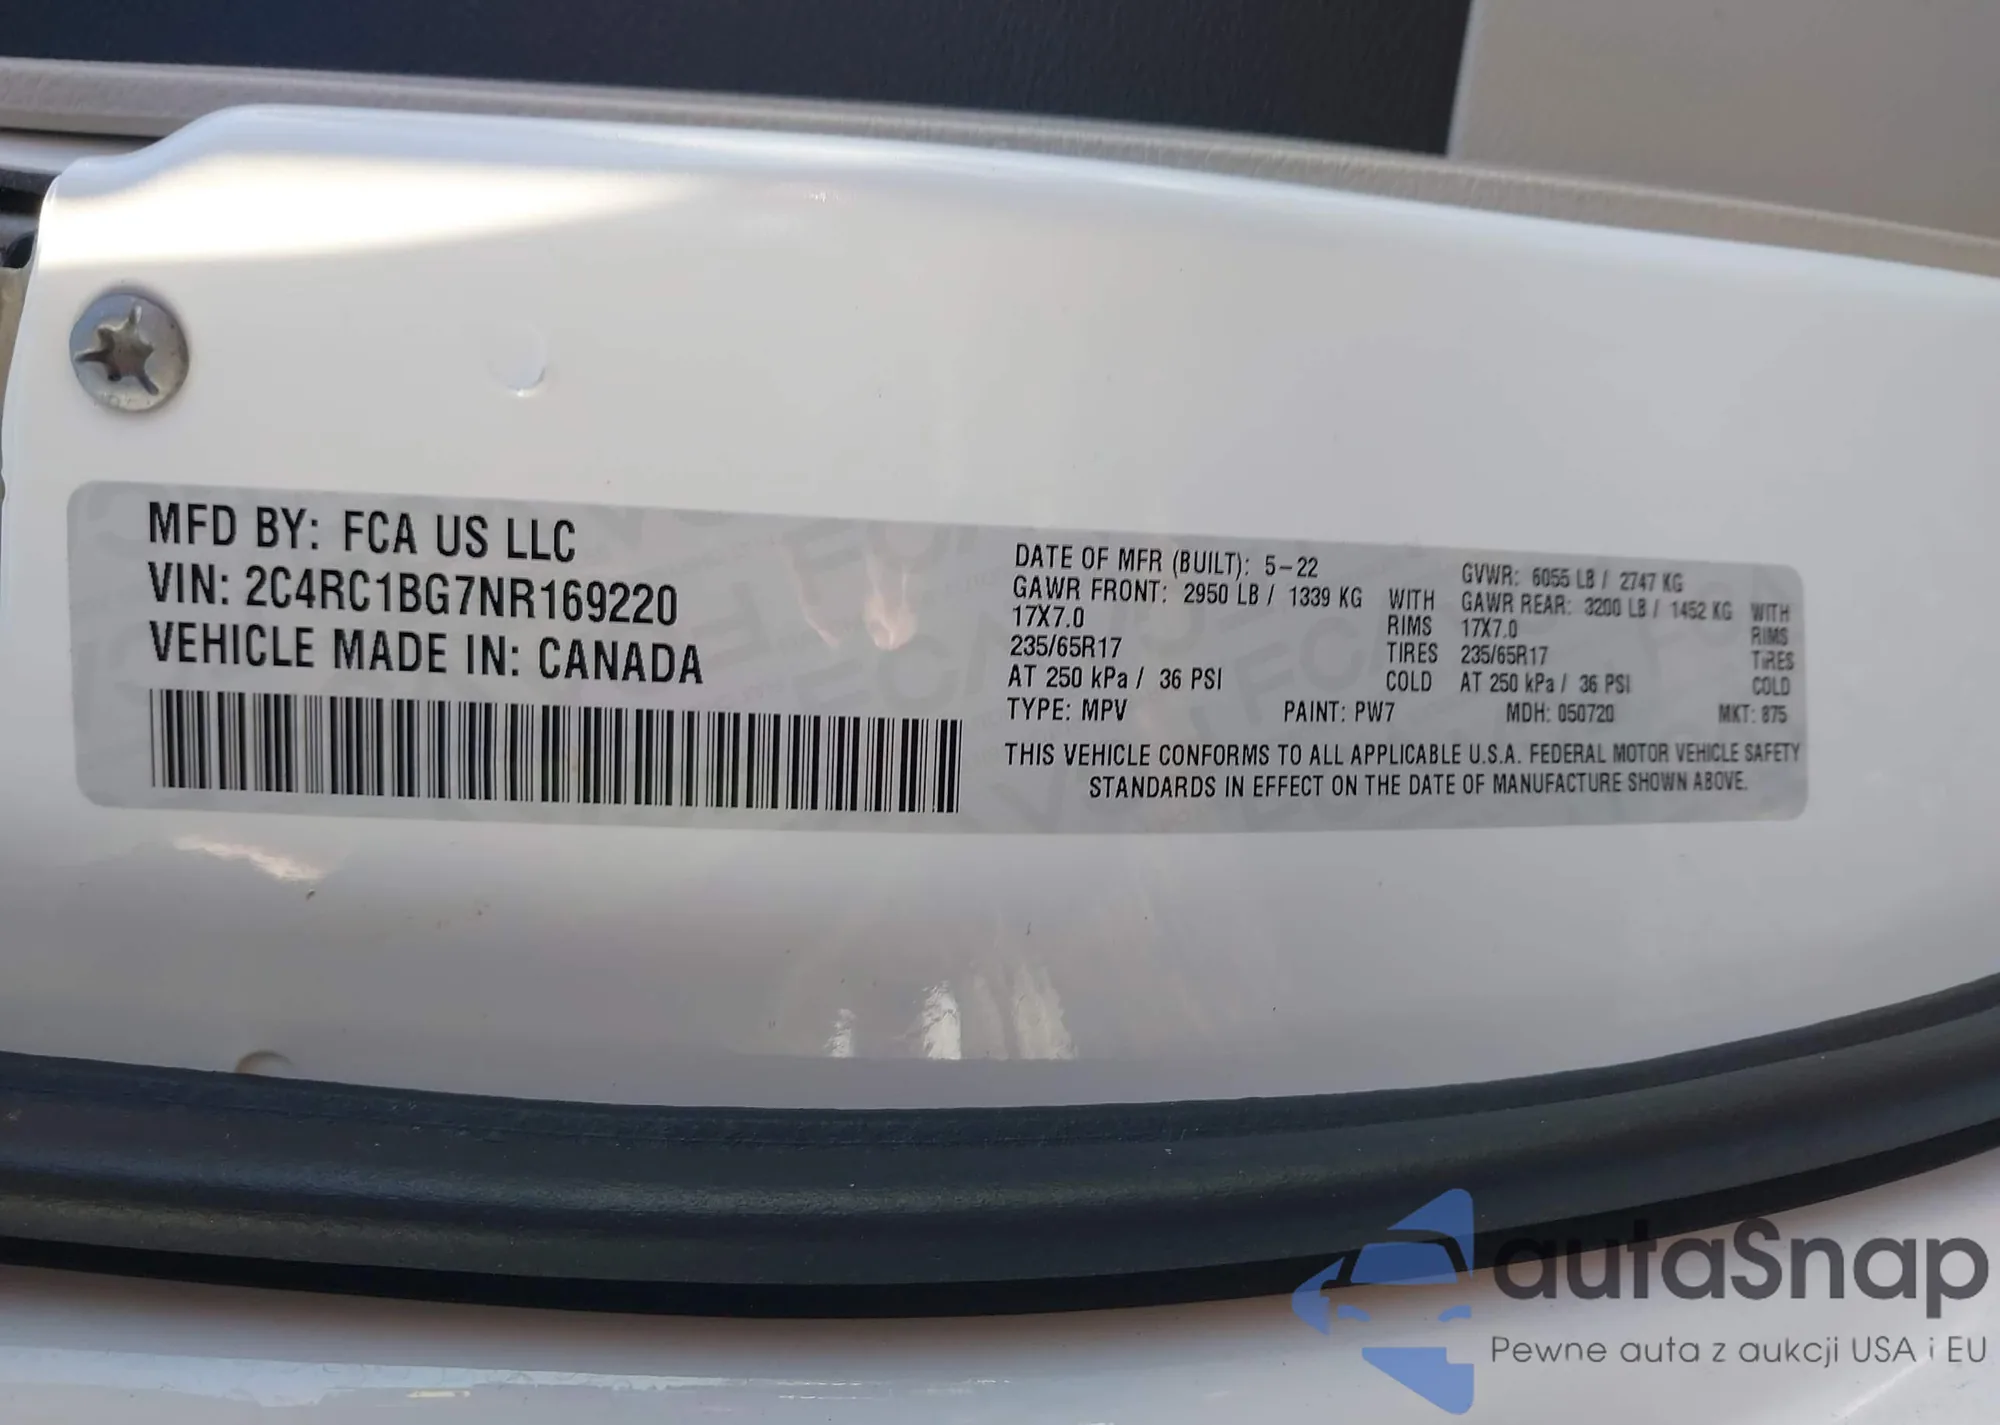 MFD BY: FCA US LLC
VIN: 2C4RC1BG7NR169220
VEHICLE MADE IN: CANADA
DATE OF MFR (BUILT): 5-22 GVWR: 6055 LB / 2747 KG
GAWR FRONT: 2950 LB / 1339 KG WITH GAWR REAR: 3200 LB / 1452 KG WITH
17X7.0 RIMS 17X7.0 RIMS
235/65R17 TIRES 235/65R17 TIRES
AT 250 kPa / 36 PSI COLD AT 250 kPa / 36 PSI COLD
TYPE: MPV PAINT: PW7 MDH: 050720 MKT: 875
THIS VEHICLE CONFORMS TO ALL APPLICABLE U.S.A. FEDERAL MOTOR VEHICLE SAFETY
STANDARDS IN EFFECT ON THE DATE OF MANUFACTURE SHOWN ABOVE.
autaSnap
Pewne auta z aukcji USA i EU